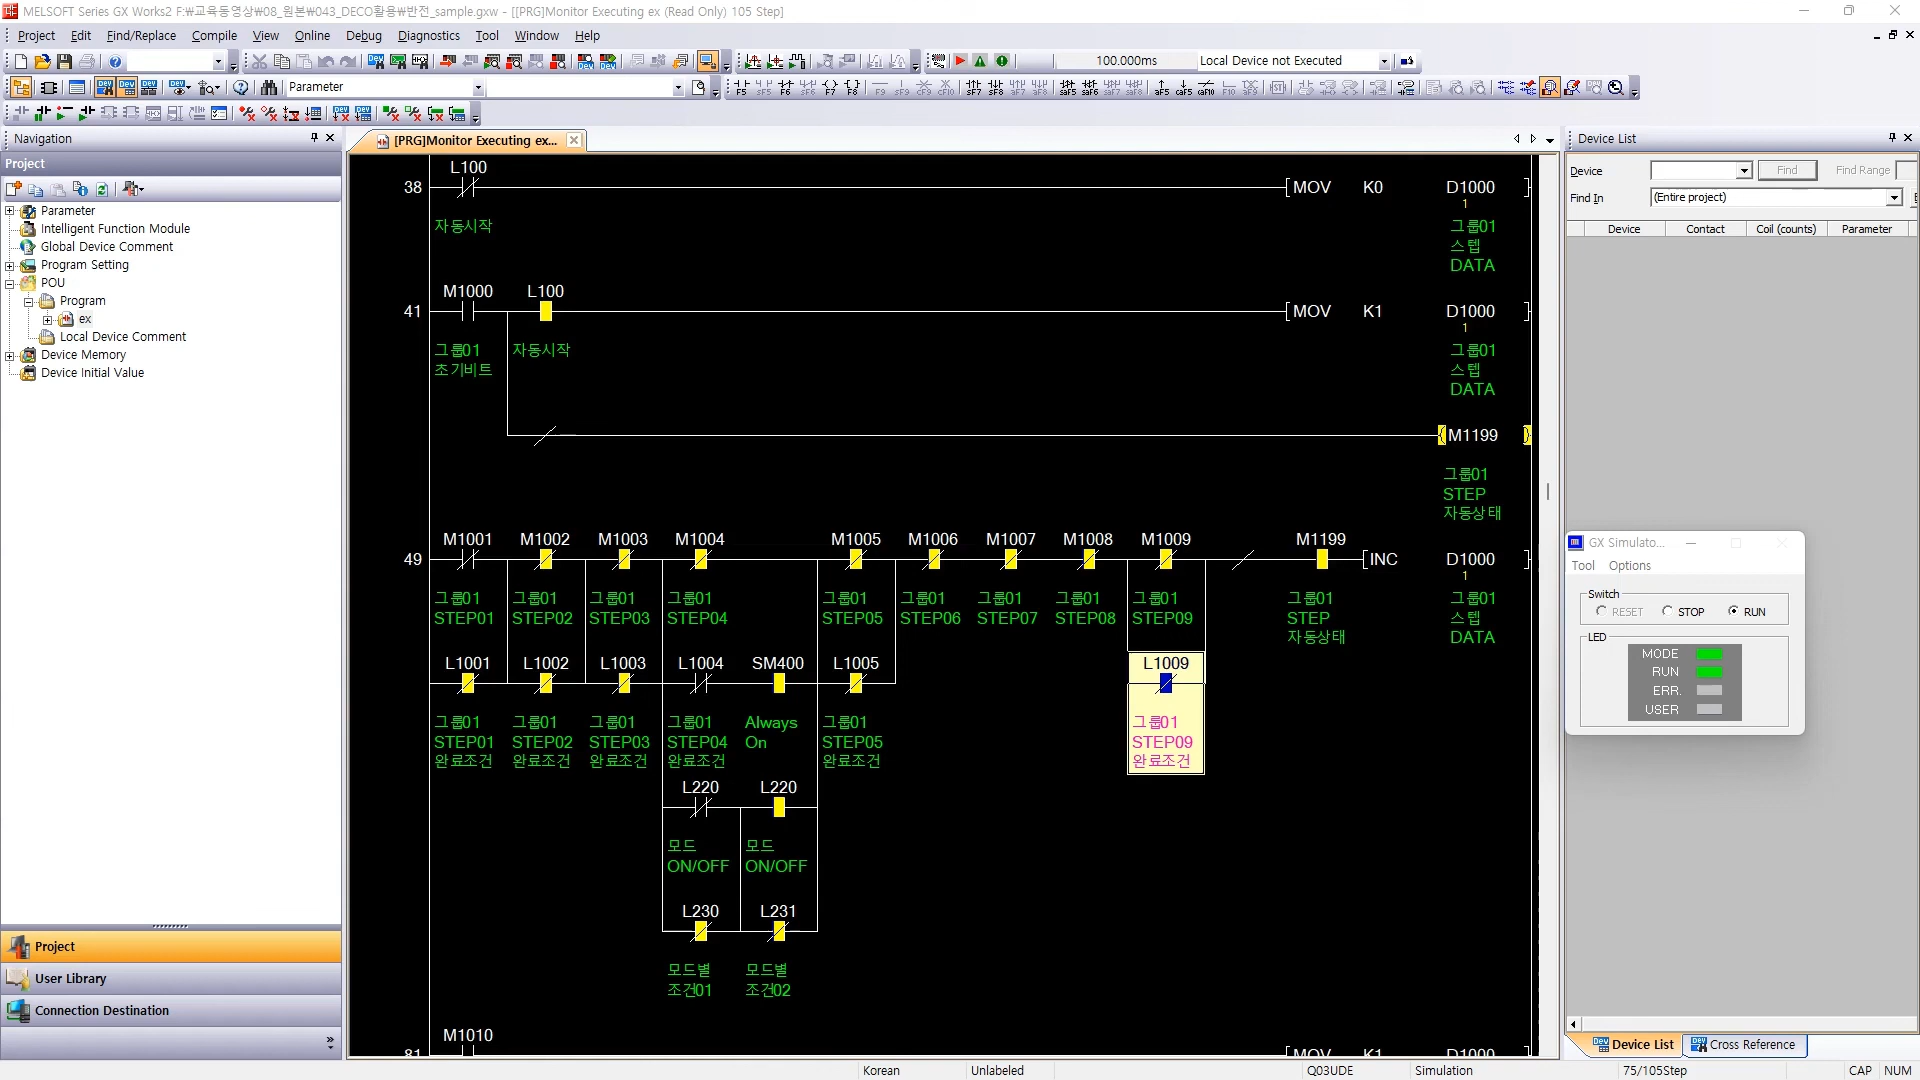 MELSOFT Series GX Works2 F:₩교육동영상₩08_원본₩043_DECO활용₩반전_sample.gxw - [[PRG]Monitor Executing ex (Read Only) 105 Step]
Project Edit Find/Replace Compile View Online Debug Diagnostics Tool Window Help
100.000ms Local Device not Executed
Parameter
Navigation
Project
Parameter
Intelligent Function Module
Global Device Comment
Program Setting
POU
Program
ex
Local Device Comment
Device Memory
Device Initial Value
Project
User Library
Connection Destination
[PRG]Monitor Executing ex...
L100
38 MOV K0 D1000
1
자동시작 그룹01
스텝
DATA
M1000 L100
41 MOV K1 D1000
1
그룹01 자동시작 그룹01
초기비트 스텝
DATA
M1199
그룹01
STEP
자동상태
M1001 M1002 M1003 M1004 M1005 M1006 M1007 M1008 M1009 M1199
49 INC D1000
1
그룹01 그룹01 그룹01 그룹01 그룹01 그룹01 그룹01 그룹01 그룹01 그룹01 그룹01
STEP01 STEP02 STEP03 STEP04 STEP05 STEP06 STEP07 STEP08 STEP09 STEP 스텝
자동상태 DATA
L1001 L1002 L1003 L1004 SM400 L1005 L1009
그룹01 그룹01 그룹01 그룹01 Always 그룹01 그룹01
STEP01 STEP02 STEP03 STEP04 On STEP05 STEP09
완료조건 완료조건 완료조건 완료조건 완료조건 완료조건
L220 L220
모드 모드
ON/OFF ON/OFF
L230 L231
모드별 모드별
조건01 조건02
M1010
81 MOV K1 D1000
Device List
Device Find Find Range
Find In (Entire project)
Device Contact Coil (counts) Parameter
GX Simulato...
Tool Options
Switch
RESET STOP RUN
LED
MODE
RUN
ERR.
USER
Device List Cross Reference
Korean Unlabeled Q03UDE Simulation 75/105Step CAP NUM